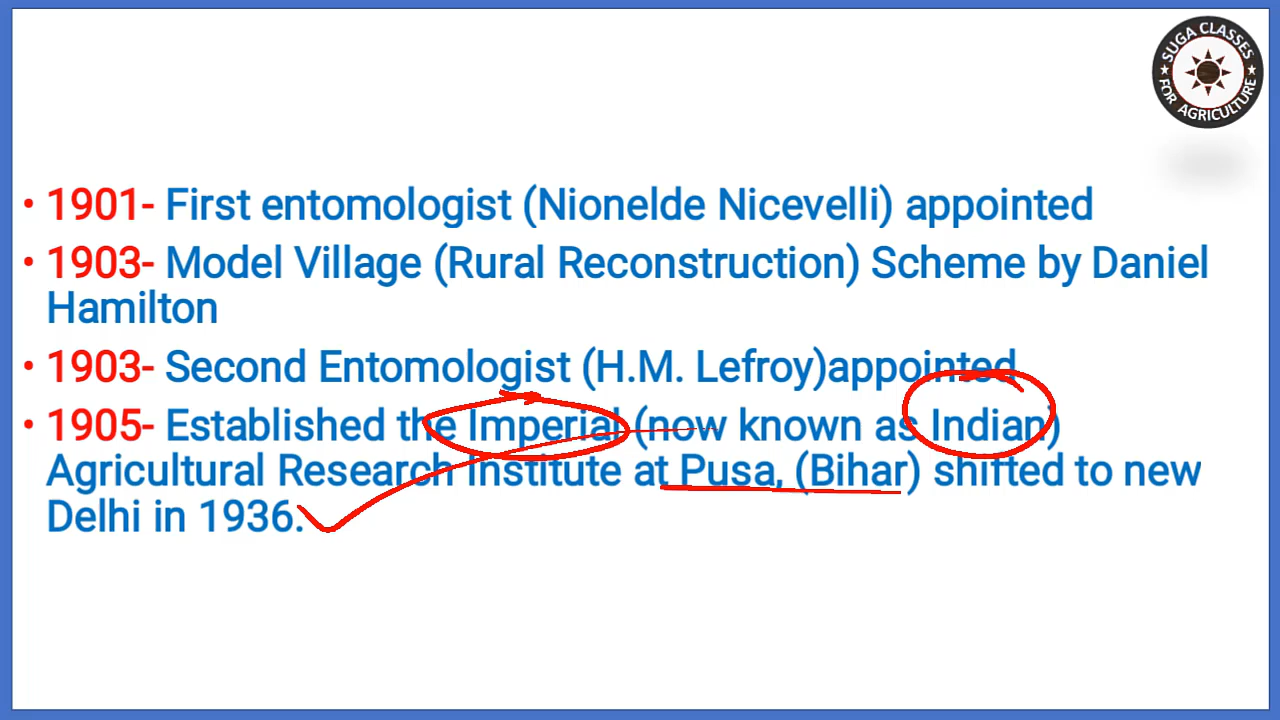 SUGA CLASSES
FOR AGRICULTURE
• 1901- First entomologist (Nionelde Nicevelli) appointed
• 1903- Model Village (Rural Reconstruction) Scheme by Daniel
Hamilton
• 1903- Second Entomologist (H.M. Lefroy)appointed
• 1905- Established the Imperial (now known as Indian)
Agricultural Research Institute at Pusa, (Bihar) shifted to new
Delhi in 1936.